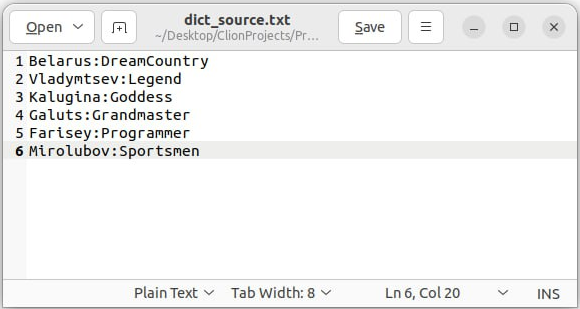 Open
dict_source.txt
~/Desktop/ClionProjects/Pr...
Save
1 Belarus:DreamCountry
2 Vladymtsev:Legend
3 Kalugina:Goddess
4 Galuts:Grandmaster
5 Farisey:Programmer
6 Mirolubov:Sportsmen
Plain Text Tab Width: 8 Ln 6, Col 20 INS